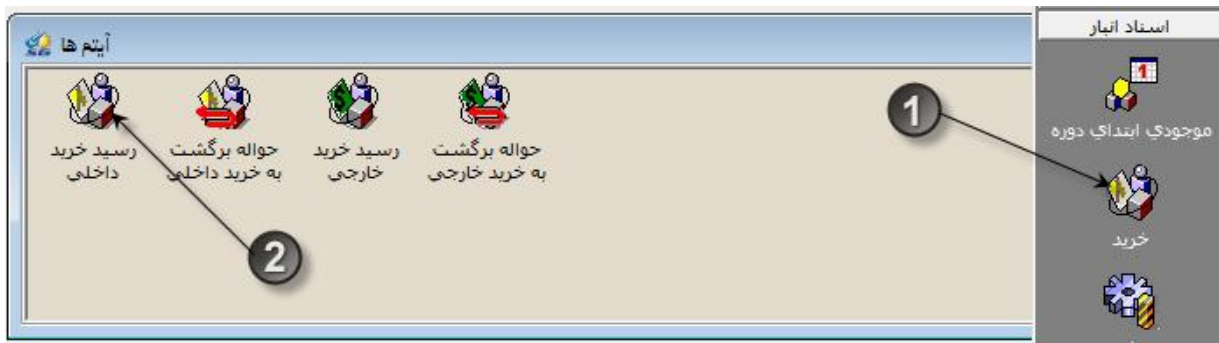 آیتم ها
رسید خرید
داخلی
حواله برگشت
به خرید داخلی
رسید خرید
خارجی
حواله برگشت
به خرید خارجی
اسناد انبار
1
موجودي ابتداي دوره
1
خرید
2